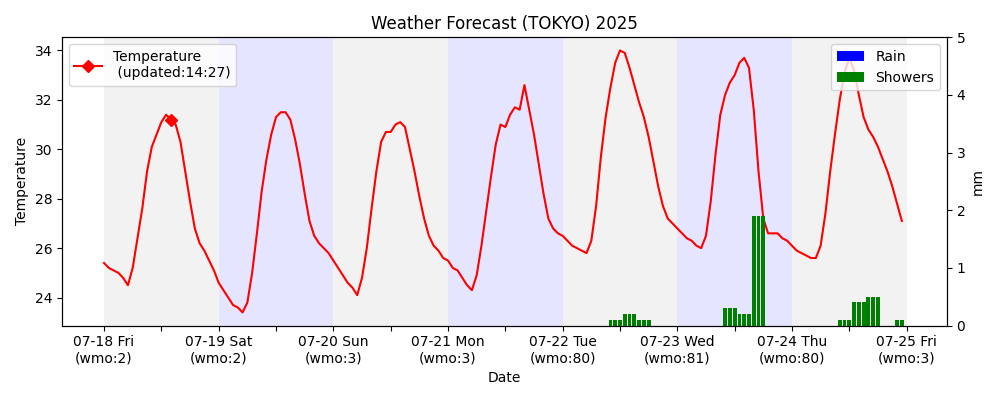 Weather Forecast (TOKYO) 2025
Temperature
(updated:14:27)
Rain
Showers
34
32
30
28
26
24
Temperature
5
4
3
2
1
0
mm
07-18 Fri
(wmo:2)
07-19 Sat
(wmo:2)
07-20 Sun
(wmo:3)
07-21 Mon
(wmo:3)
07-22 Tue
(wmo:80)
07-23 Wed
(wmo:81)
07-24 Thu
(wmo:80)
07-25 Fri
(wmo:3)
Date